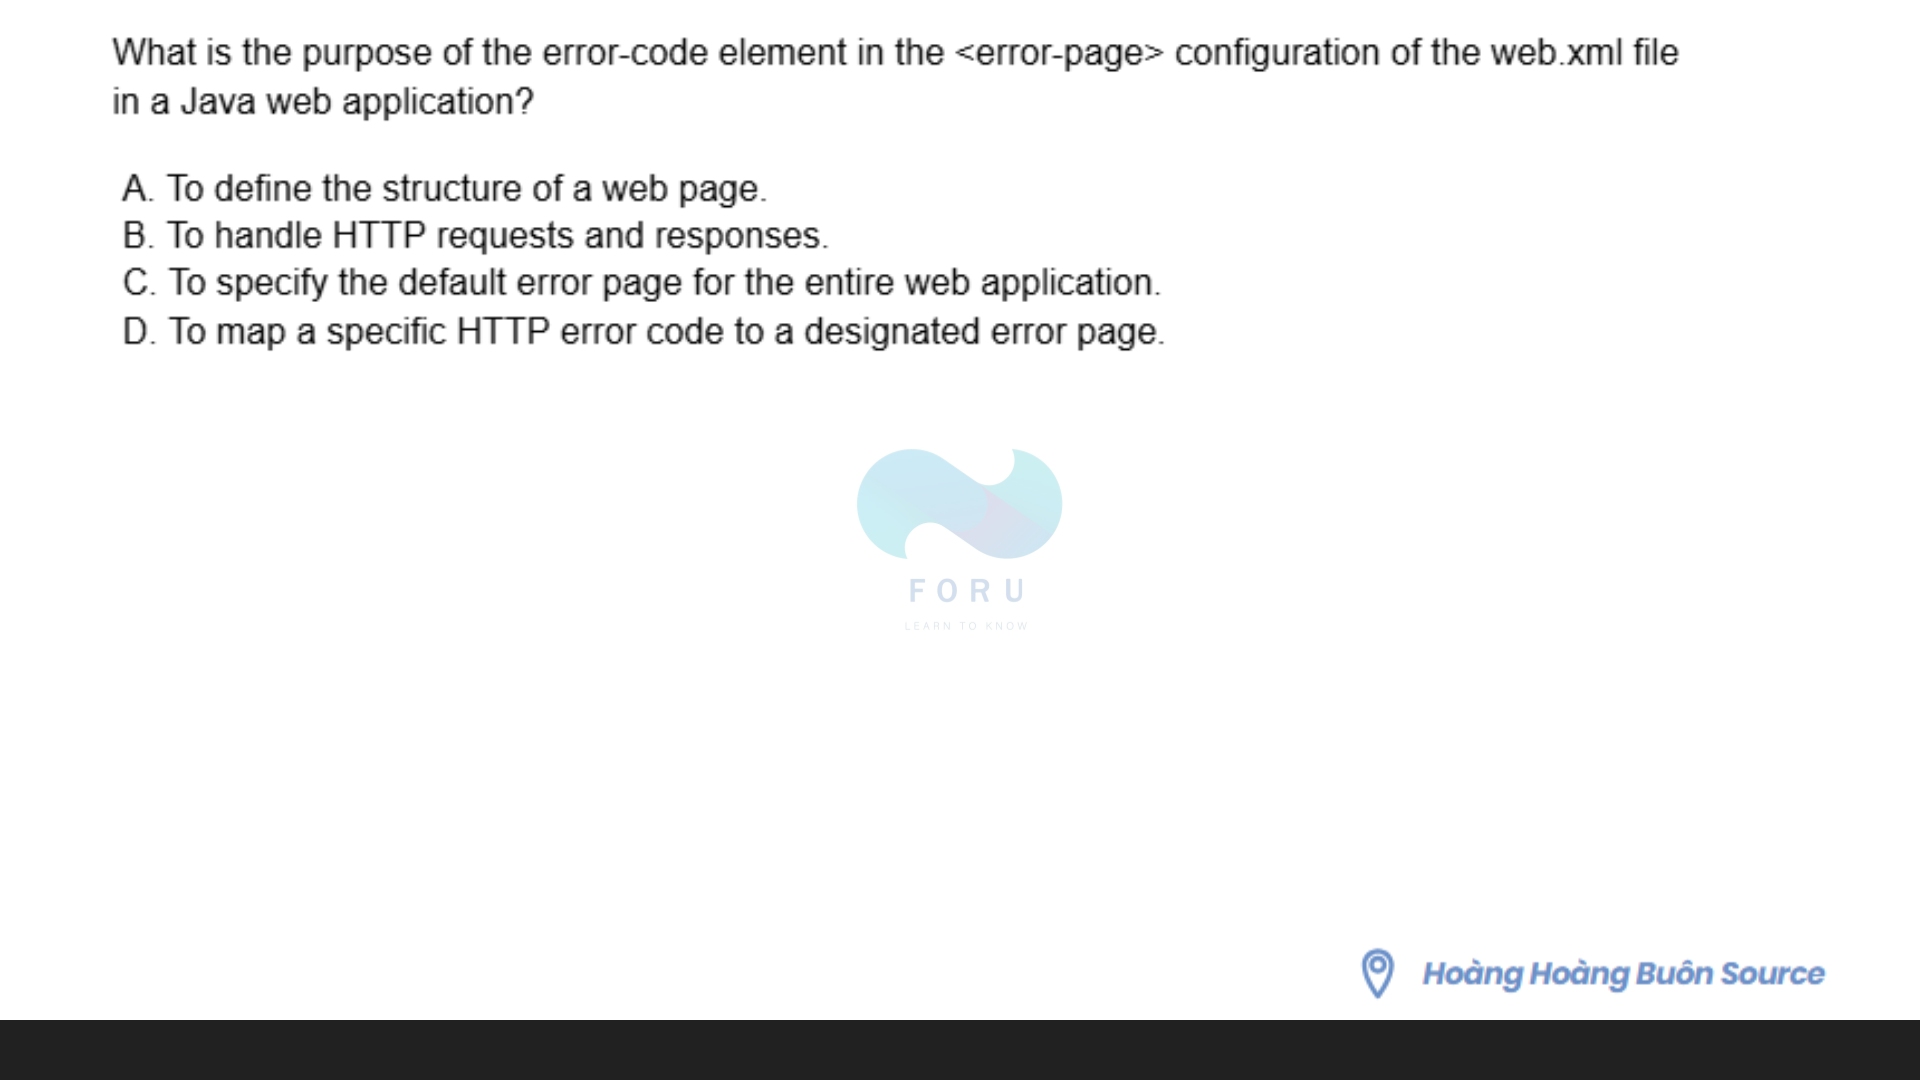 What is the purpose of the error-code element in the <error-page> configuration of the web.xml file
in a Java web application?
A. To define the structure of a web page.
B. To handle HTTP requests and responses.
C. To specify the default error page for the entire web application.
D. To map a specific HTTP error code to a designated error page.
FORU
LEARN TO KNOW
Hoàng Hoàng Buôn Source